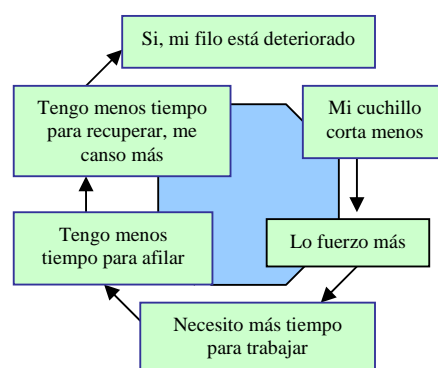 Si, mi filo está deteriorado
Tengo menos tiempo
para recuperar, me
canso más
Mi cuchillo
corta menos
Tengo menos
tiempo para afilar
Lo fuerzo más
Necesito más tiempo
para trabajar